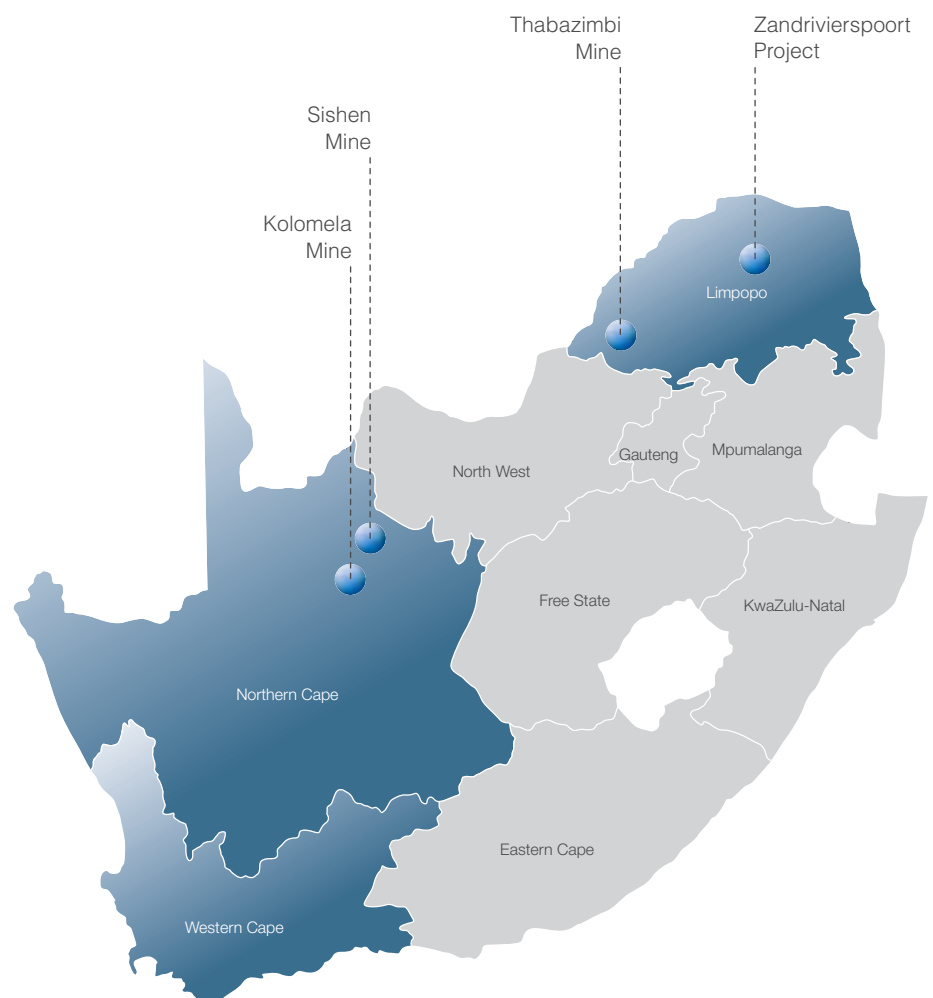 Thabazimbi
Mine
Zandrivierspoort
Project
Sishen
Mine
Kolomela
Mine
Limpopo
North West
Gauteng
Mpumalanga
Free State
KwaZulu-Natal
Northern Cape
Eastern Cape
Western Cape